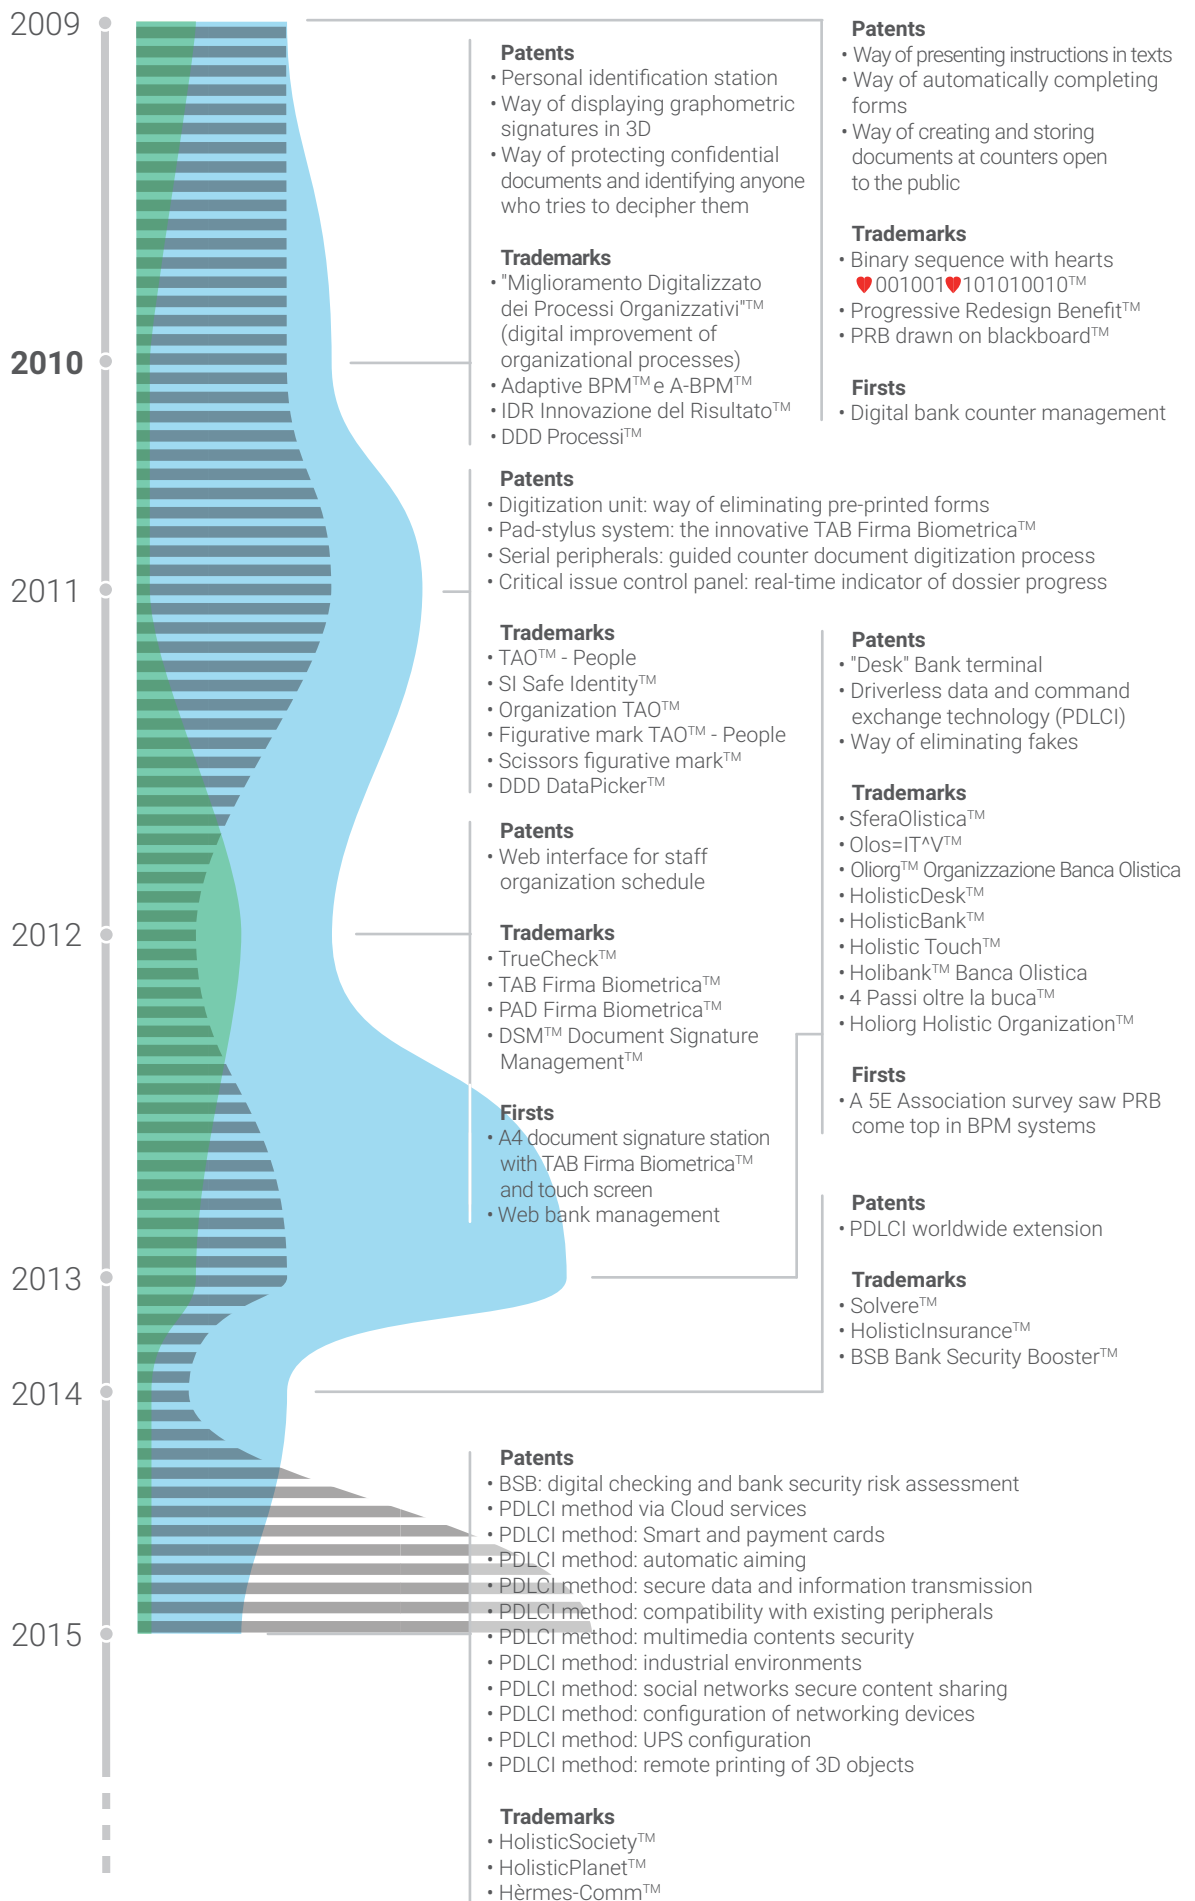 2009
Patents
• Way of presenting instructions in texts
• Way of automatically completing
forms
• Way of creating and storing
documents at counters open
to the public
Trademarks
• Binary sequence with hearts
001001 101010010™
• Progressive Redesign Benefit™
• PRB drawn on blackboard™
Firsts
• Digital bank counter management
2010
Patents
• Personal identification station
• Way of displaying graphometric
signatures in 3D
• Way of protecting confidential
documents and identifying anyone
who tries to decipher them
Trademarks
• "Miglioramento Digitalizzato
dei Processi Organizzativi"™
(digital improvement of
organizational processes)
• Adaptive BPM™ e A-BPM™
• IDR Innovazione del Risultato™
• DDD Processi™
2011
Patents
• Digitization unit: way of eliminating pre-printed forms
• Pad-stylus system: the innovative TAB Firma Biometrica™
• Serial peripherals: guided counter document digitization process
• Critical issue control panel: real-time indicator of dossier progress
Trademarks
• TAO™ - People
• SI Safe Identity™
• Organization TAO™
• Figurative mark TAO™ - People
• Scissors figurative mark™
• DDD DataPicker™
2012
Patents
• Web interface for staff
organization schedule
Trademarks
• TrueCheck™
• TAB Firma Biometrica™
• PAD Firma Biometrica™
• DSM™ Document Signature
Management™
Firsts
• A4 document signature station
with TAB Firma Biometrica™
and touch screen
• Web bank management
2013
Patents
• "Desk" Bank terminal
• Driverless data and command
exchange technology (PDLCI)
• Way of eliminating fakes
Trademarks
• SferaOlistica™
• Olos=IT^V™
• Oliorg™ Organizzazione Banca Olistica
• HolisticDesk™
• HolisticBank™
• Holistic Touch™
• Holibank™ Banca Olistica
• 4 Passi oltre la buca™
• Holiorg Holistic Organization™
Firsts
• A 5E Association survey saw PRB
come top in BPM systems
2014
Patents
• PDLCI worldwide extension
Trademarks
• Solvere™
• HolisticInsurance™
• BSB Bank Security Booster™
2015
Patents
• BSB: digital checking and bank security risk assessment
• PDLCI method via Cloud services
• PDLCI method: Smart and payment cards
• PDLCI method: automatic aiming
• PDLCI method: secure data and information transmission
• PDLCI method: compatibility with existing peripherals
• PDLCI method: multimedia contents security
• PDLCI method: industrial environments
• PDLCI method: social networks secure content sharing
• PDLCI method: configuration of networking devices
• PDLCI method: UPS configuration
• PDLCI method: remote printing of 3D objects
Trademarks
• HolisticSociety™
• HolisticPlanet™
• Hèrmes-Comm™